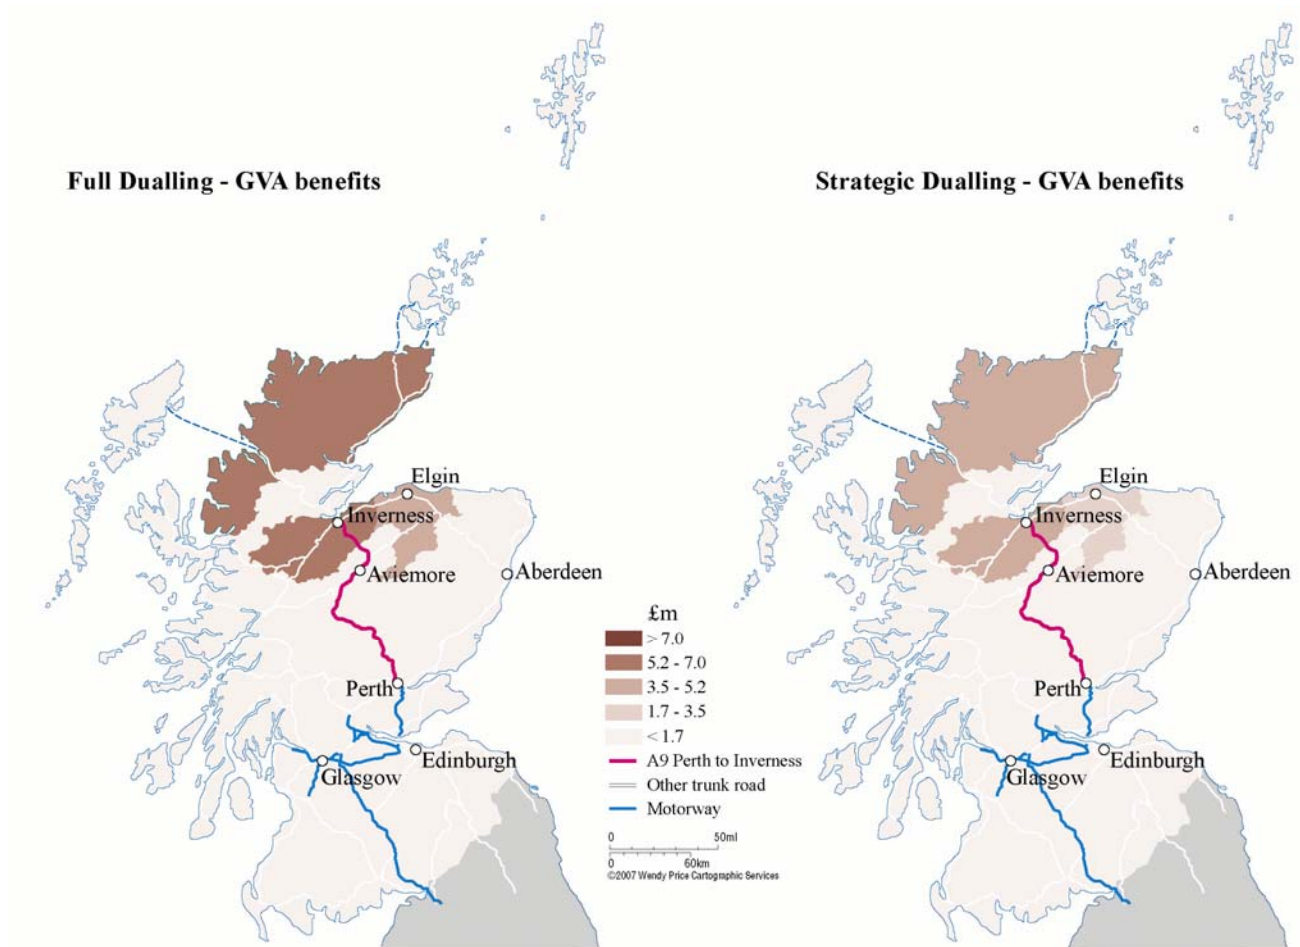 Full Dualling - GVA benefits
Strategic Dualling - GVA benefits
Elgin
Inverness
Aviemore
Aberdeen
Perth
Edinburgh
Glasgow
£m
> 7.0
5.2 - 7.0
3.5 - 5.2
1.7 - 3.5
< 1.7
A9 Perth to Inverness
Other trunk road
Motorway
0 50ml
0 60km
©2007 Wendy Price Cartographic Services
Elgin
Inverness
Aviemore
Aberdeen
Perth
Edinburgh
Glasgow